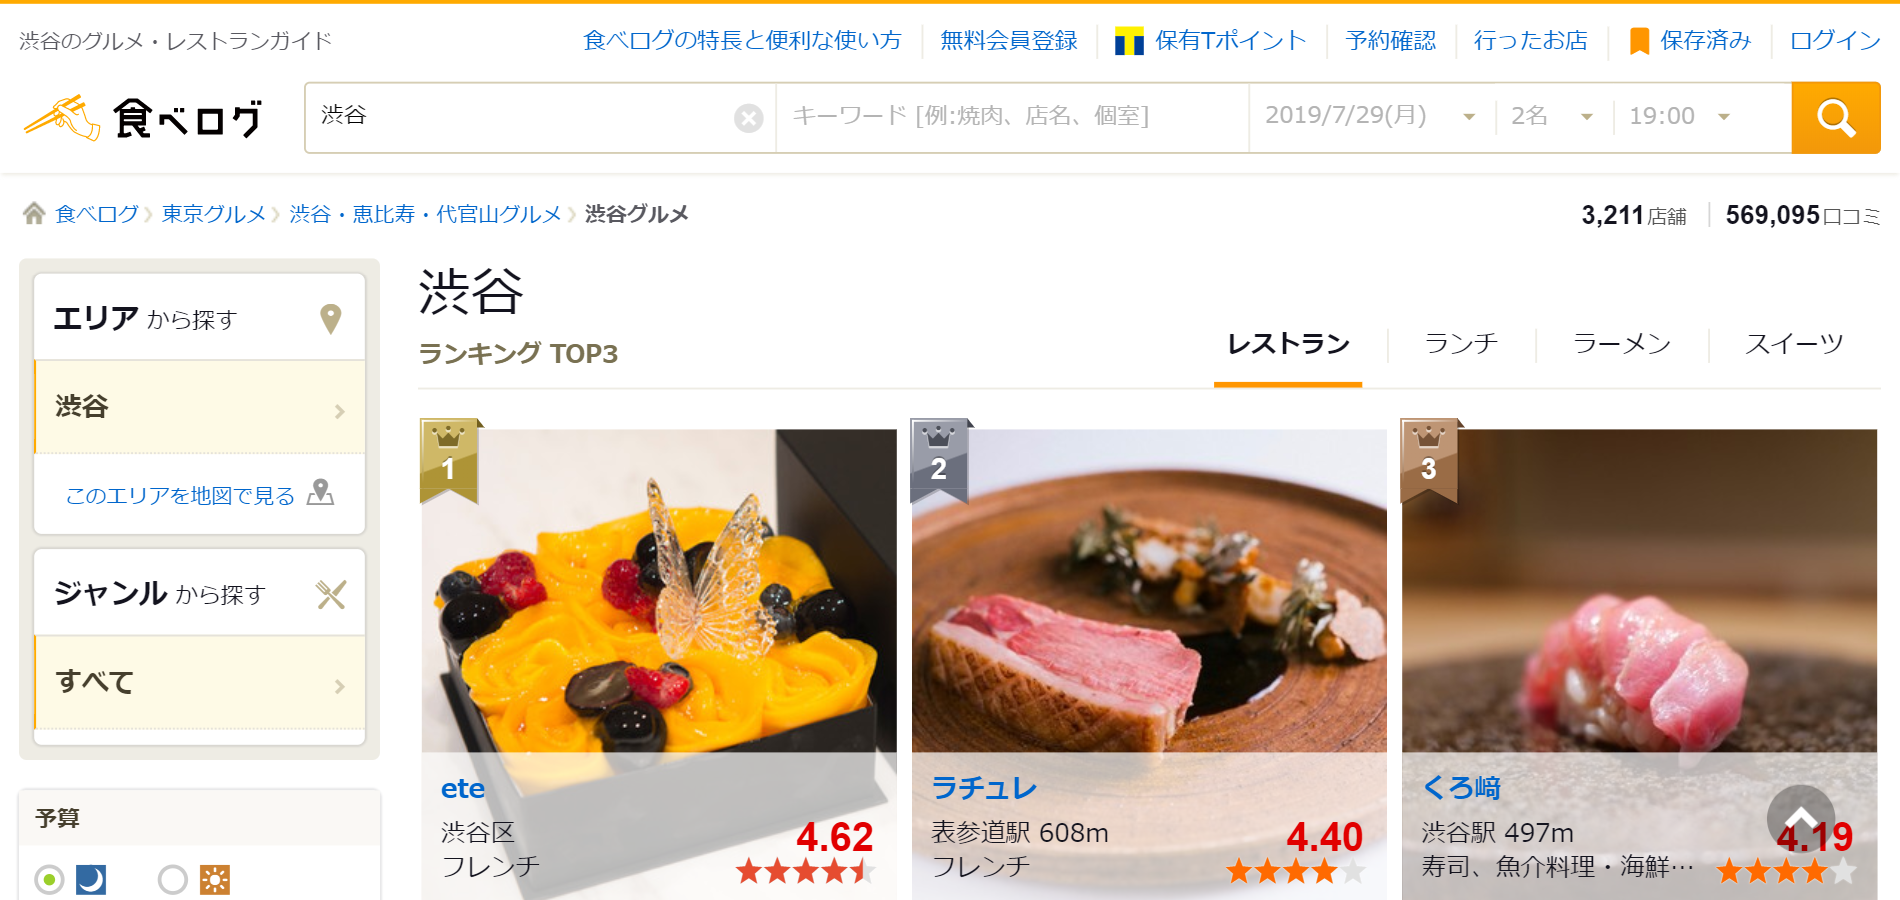 渋谷のグルメ・レストランガイド
食べログの特長と便利な使い方
無料会員登録
保有Tポイント
予約確認
行ったお店
保存済み
ログイン
食べログ
渋谷
キーワード [例:焼肉、店名、個室]
2019/7/29(月)
2名
19:00
食べログ
東京グルメ
渋谷・恵比寿・代官山グルメ
渋谷グルメ
3,211店舗
569,095口コミ
エリア から探す
渋谷
このエリアを地図で見る
ジャンル から探す
すべて
予算
渋谷
ランキング TOP3
レストラン
ランチ
ラーメン
スイーツ
1
ete
渋谷区
フレンチ
4.62
2
ラチュレ
表参道駅 608m
フレンチ
4.40
3
くろ﨑
渋谷駅 497m
寿司、魚介料理・海鮮…
4.19